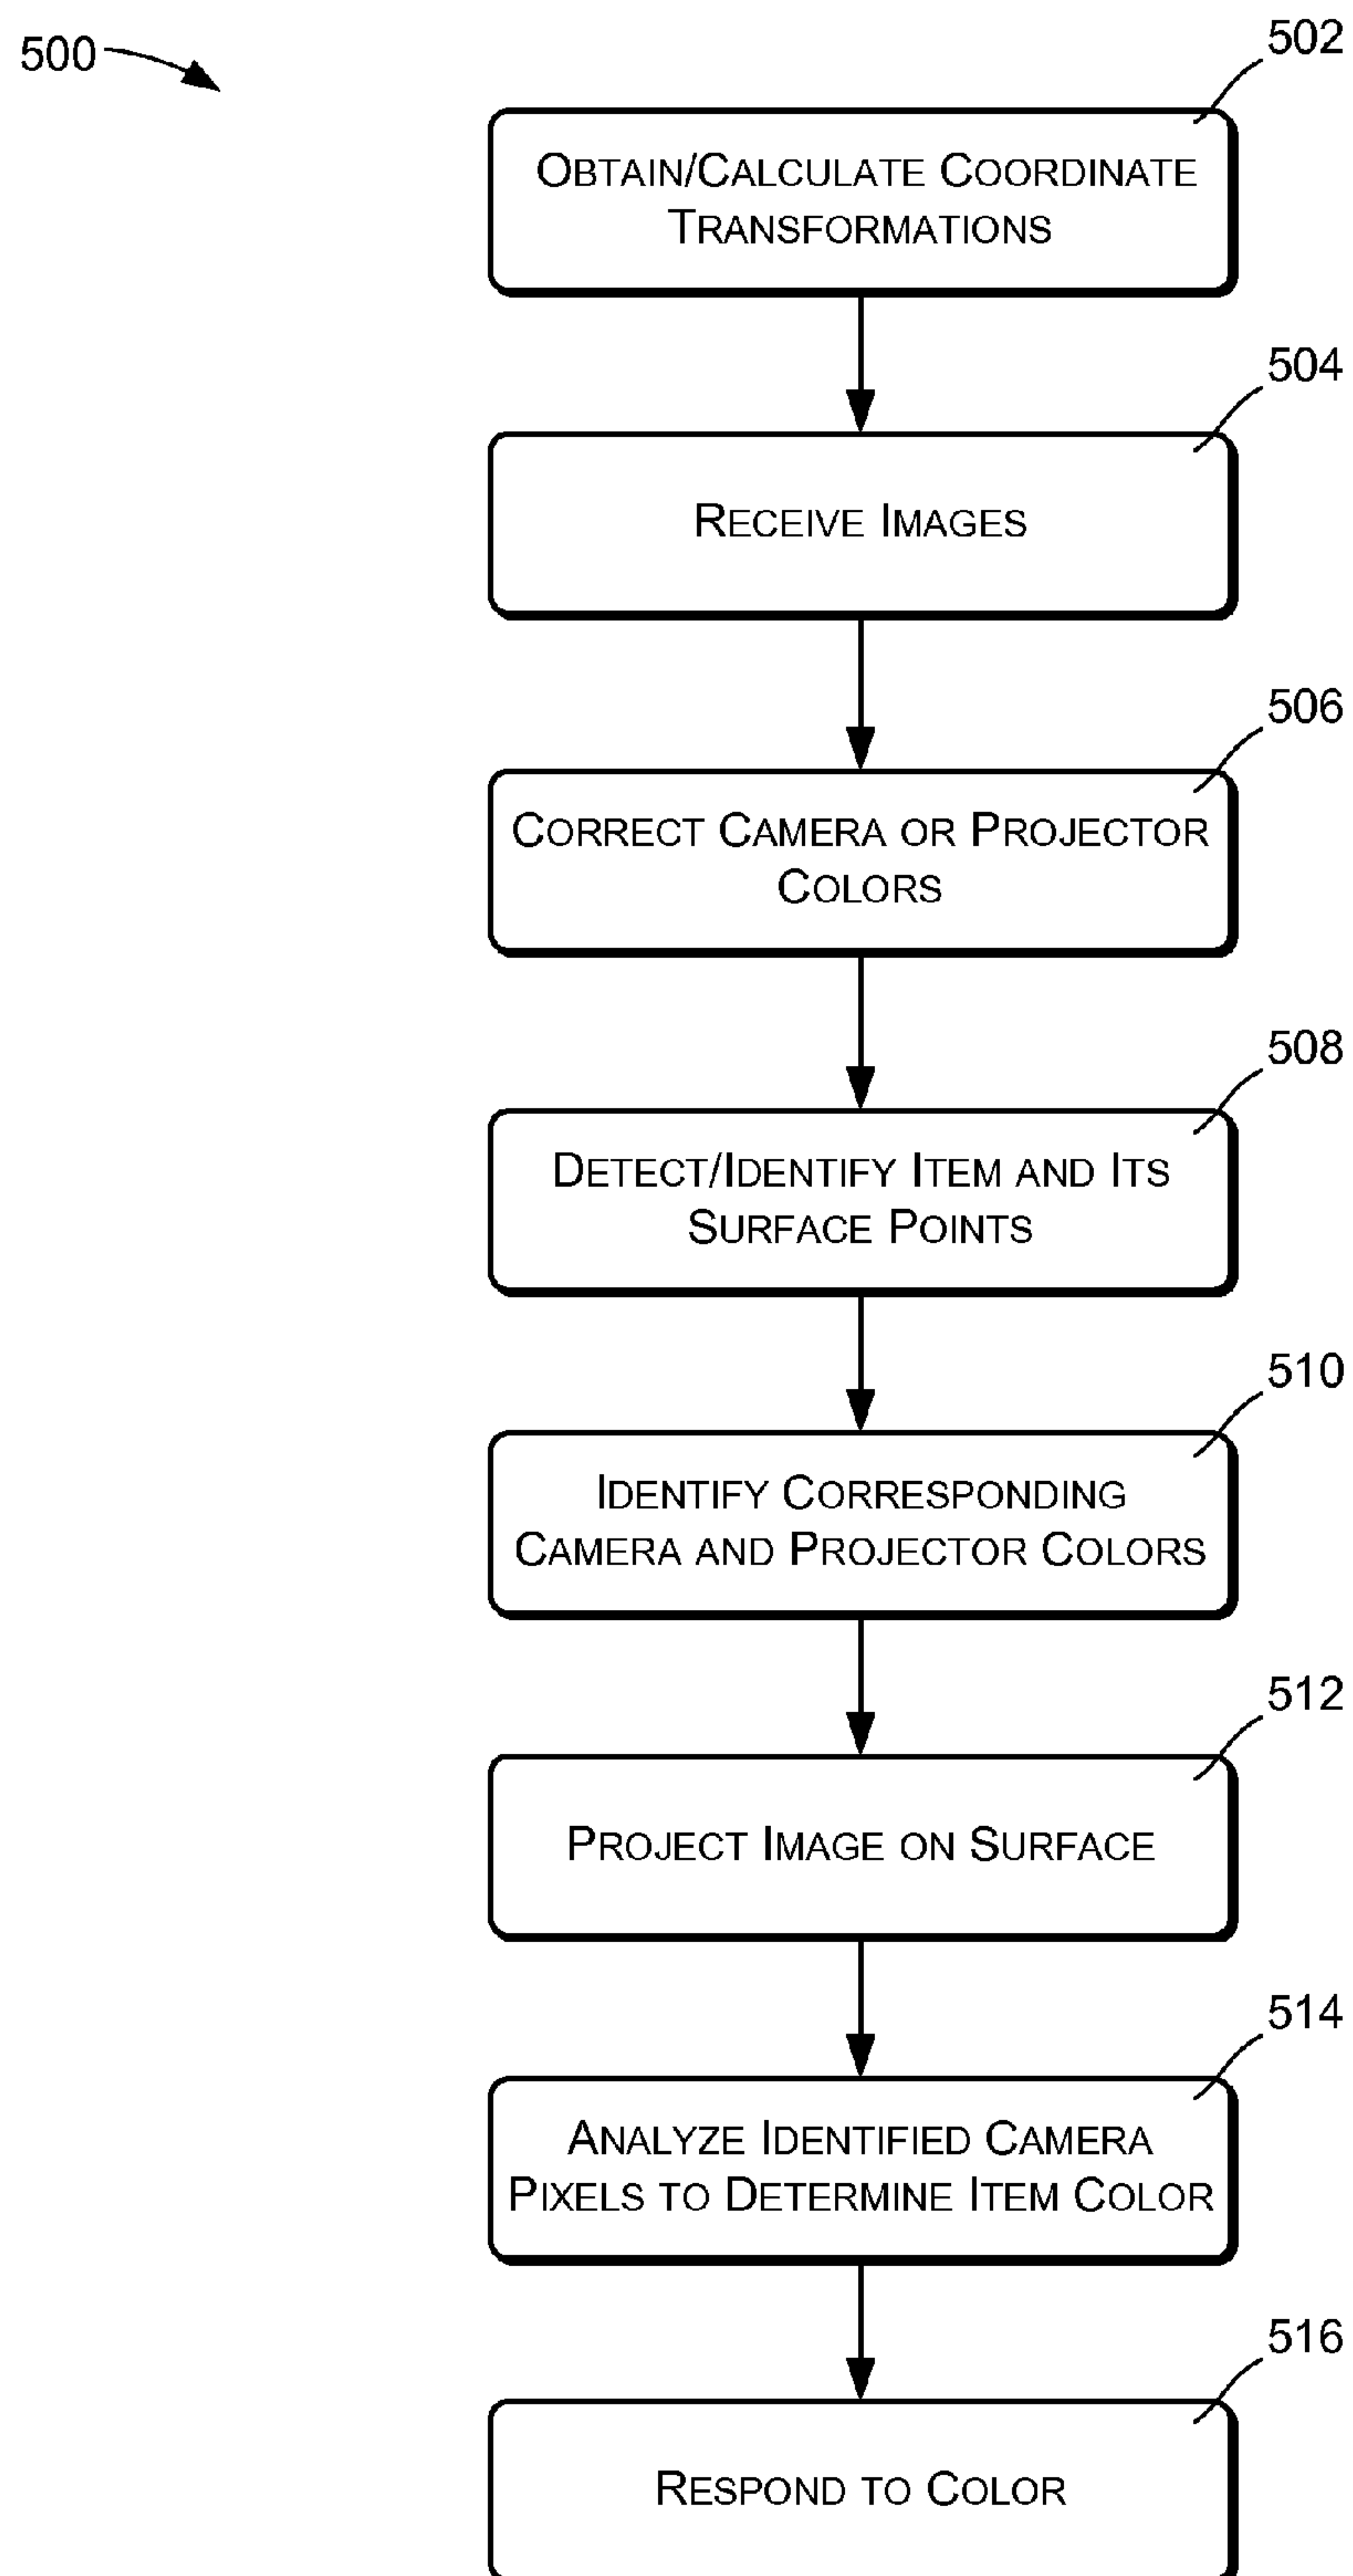 500
502
OBTAIN/CALCULATE COORDINATE
TRANSFORMATIONS
504
RECEIVE IMAGES
506
CORRECT CAMERA OR PROJECTOR
COLORS
508
DETECT/IDENTIFY ITEM AND ITS
SURFACE POINTS
510
IDENTIFY CORRESPONDING
CAMERA AND PROJECTOR COLORS
512
PROJECT IMAGE ON SURFACE
514
ANALYZE IDENTIFIED CAMERA
PIXELS TO DETERMINE ITEM COLOR
516
RESPOND TO COLOR